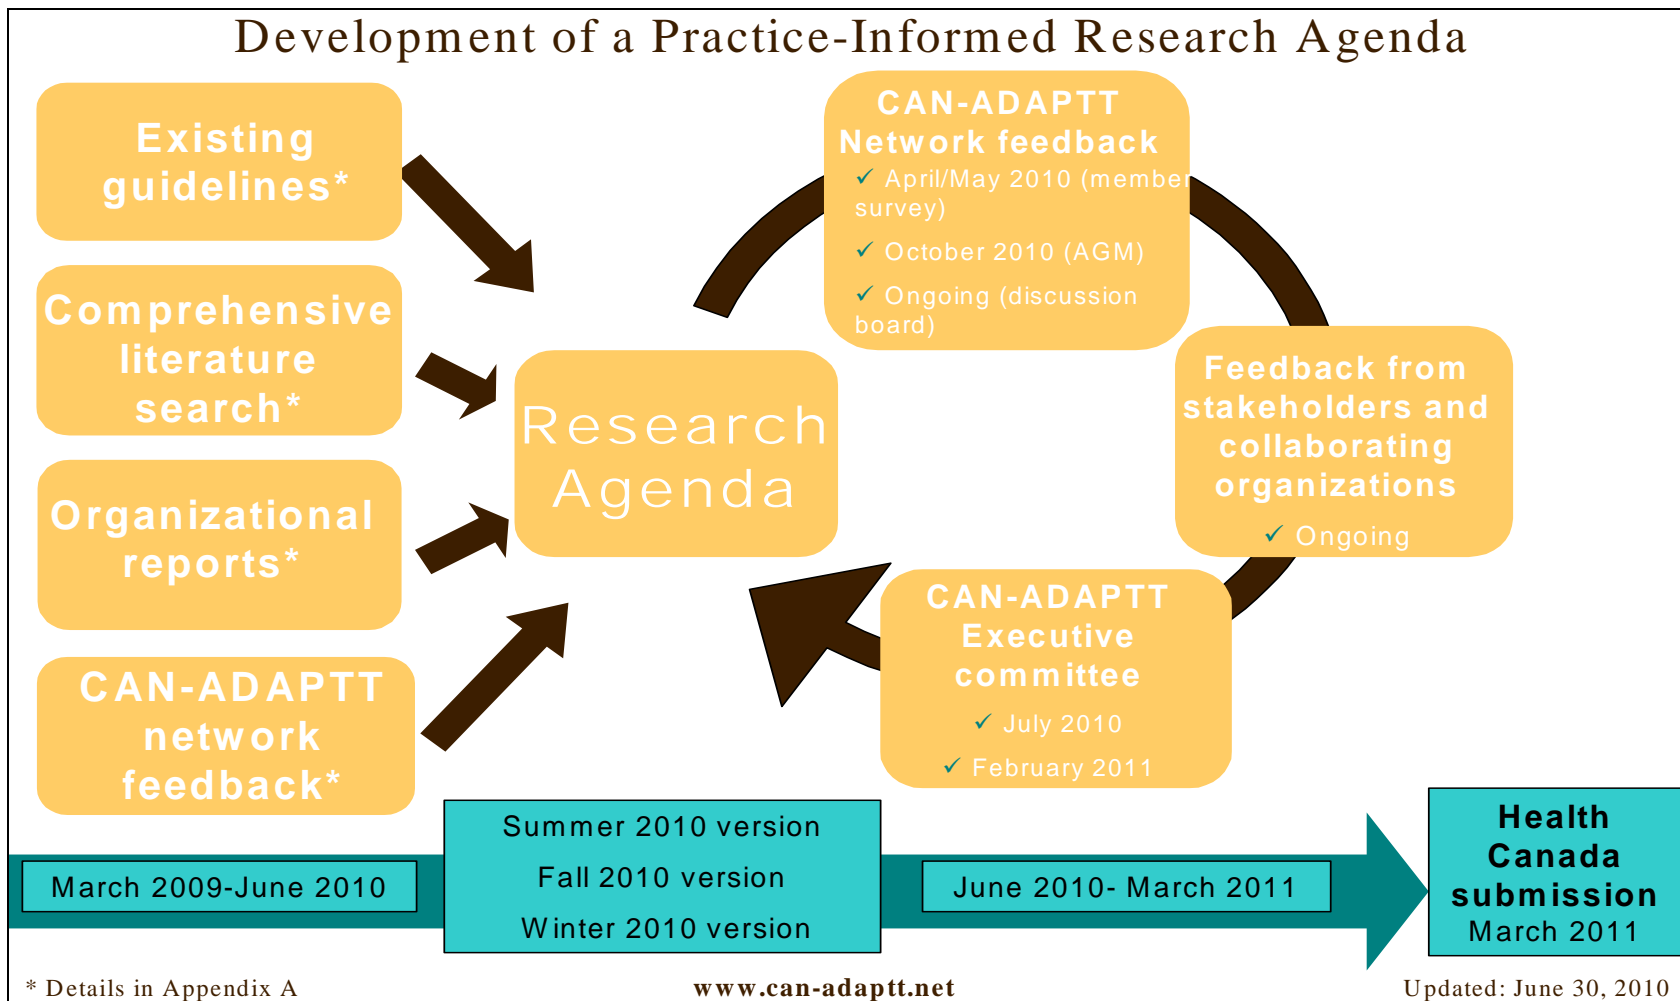 Development of a Practice-Informed Research Agenda
Existing
guidelines*
Comprehensive
literature
search*
Organizational
reports*
CAN-ADAPTT
network
feedback*
Research
Agenda
CAN-ADAPTT
Network feedback
✓ April/May 2010 (member
survey)
✓ October 2010 (AGM)
✓ Ongoing (discussion
board)
Feedback from
stakeholders and
collaborating
organizations
✓ Ongoing
CAN-ADAPTT
Executive
committee
✓ July 2010
✓ February 2011
March 2009-June 2010
Summer 2010 version
Fall 2010 version
Winter 2010 version
June 2010- March 2011
Health
Canada
submission
March 2011
* Details in Appendix A
www.can-adaptt.net
Updated: June 30, 2010